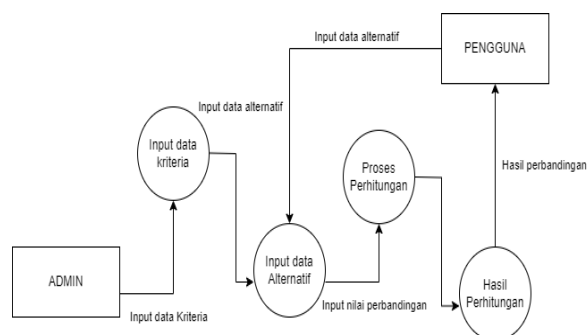 Input data alternatif
PENGGUNA
Input data alternatif
Input data
kriteria
Proses
Perhitungan
Hasil perbandingan
Input data
Alternatif
ADMIN
Hasil
Perhitungan
Input nilai perbandingan
Input data Kriteria